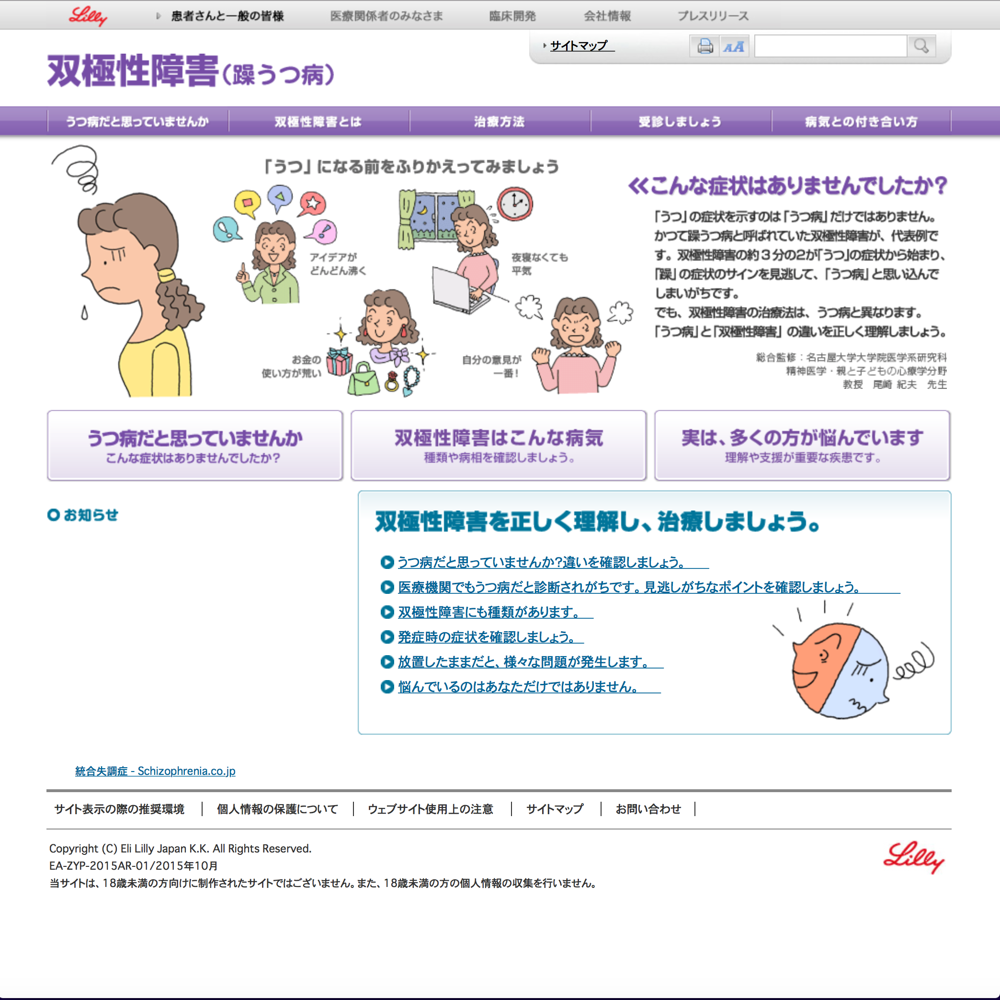 Lilly
患者さんと一般の皆様
医療関係者のみなさま
臨床開発
会社情報
プレスリリース
サイトマップ
AA
双極性障害(躁うつ病)
うつ病だと思っていませんか
双極性障害とは
治療方法
受診しましょう
病気との付き合い方
「うつ」になる前をふりかえってみましょう
アイデアが
どんどん沸く
夜寝なくても
平気
お金の
使い方が荒い
自分の意見が
一番！
≪こんな症状はありませんでしたか?
「うつ」の症状を示すのは「うつ病」だけではありません。
かつて躁うつ病と呼ばれていた双極性障害が、代表例で
す。双極性障害の約３分の2が「うつ」の症状から始まり、
「躁」の症状のサインを見逃して、「うつ病」と思い込んで
しまいがちです。
でも、双極性障害の治療法は、うつ病と異なります。
「うつ病」と「双極性障害」の違いを正しく理解しましょう。
総合監修：名古屋大学大学院医学系研究科
精神医学・親と子どもの心療学分野
教授　尾崎 紀夫　先生
うつ病だと思っていませんか
こんな症状はありませんでしたか?
双極性障害はこんな病気
種類や病相を確認しましょう。
実は、多くの方が悩んでいます
理解や支援が重要な疾患です。
お知らせ
双極性障害を正しく理解し、治療しましょう。
うつ病だと思っていませんか?違いを確認しましょう。
医療機関でもうつ病だと診断されがちです。見逃しがちなポイントを確認しましょう。
双極性障害にも種類があります。
発症時の症状を確認しましょう。
放置したままだと、様々な問題が発生します。
悩んでいるのはあなただけではありません。
統合失調症 - Schizophrenia.co.jp
サイト表示の際の推奨環境
個人情報の保護について
ウェブサイト使用上の注意
サイトマップ
お問い合わせ
Copyright (C) Eli Lilly Japan K.K. All Rights Reserved.
EA-ZYP-2015AR-01/2015年10月
当サイトは、18歳未満の方向けに制作されたサイトではございません。また、18歳未満の方の個人情報の収集を行いません。
Lilly